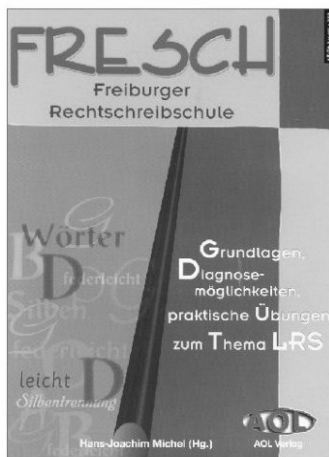 FRESCH
Freiburger
Rechtschreibschule
Wörter
D
federleicht
Silben
federleicht
leicht D
Silbentrennung
Grundlagen,
Diagnose-
möglichkeiten,
praktische Übungen
zum Thema LRS
AOL
Hans-Joachim Michel (Hg.)
AOL Verlag